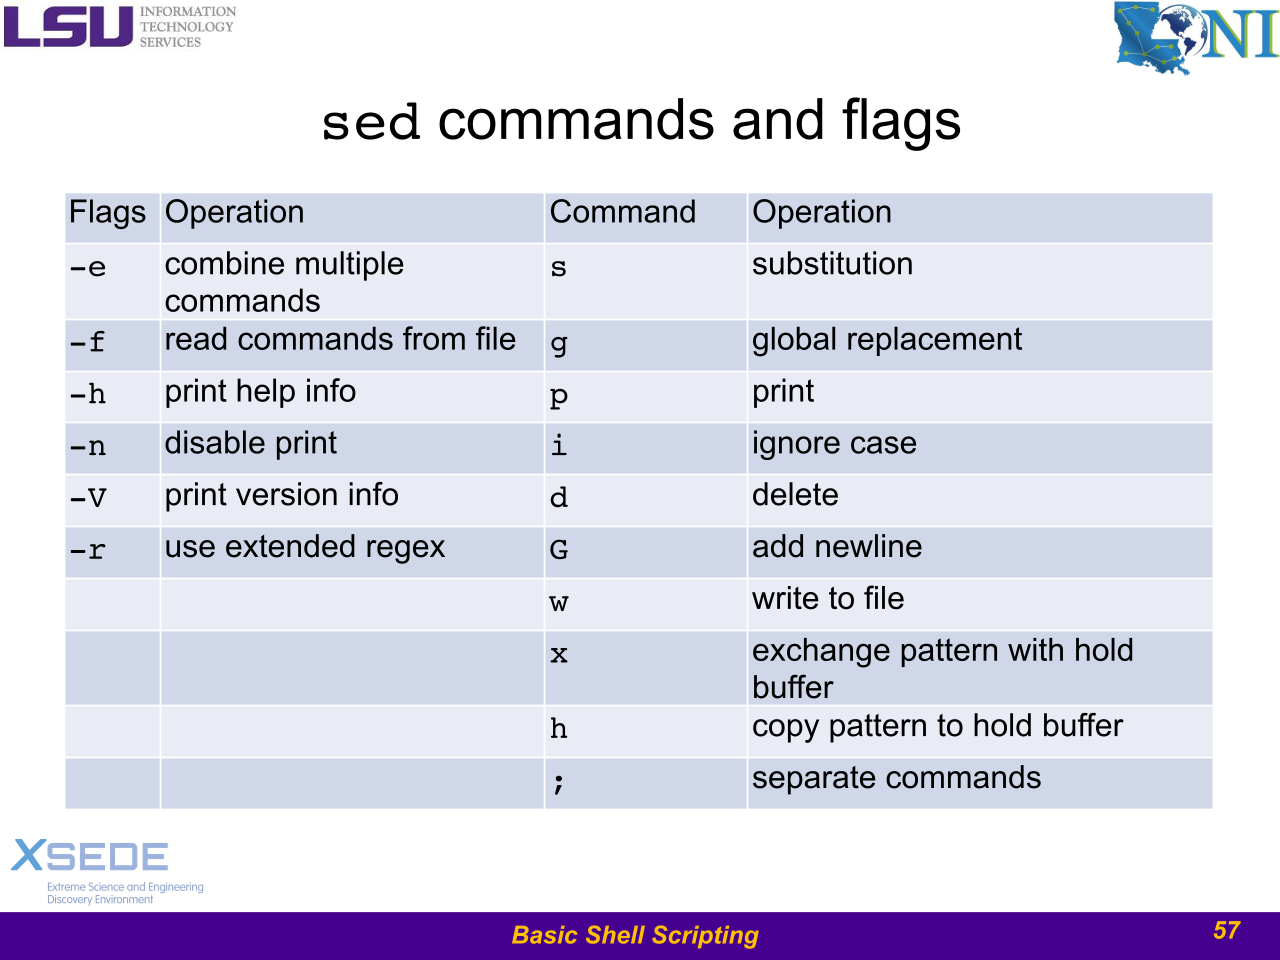 LSU INFORMATION
TECHNOLOGY
SERVICES
LONI
sed commands and flags
Flags Operation Command Operation
-e combine multiple commands s substitution
-f read commands from file g global replacement
-h print help info p print
-n disable print i ignore case
-V print version info d delete
-r use extended regex G add newline
w write to file
x exchange pattern with hold buffer
h copy pattern to hold buffer
; separate commands
XSEDE
Extreme Science and Engineering
Discovery Environment
Basic Shell Scripting 57